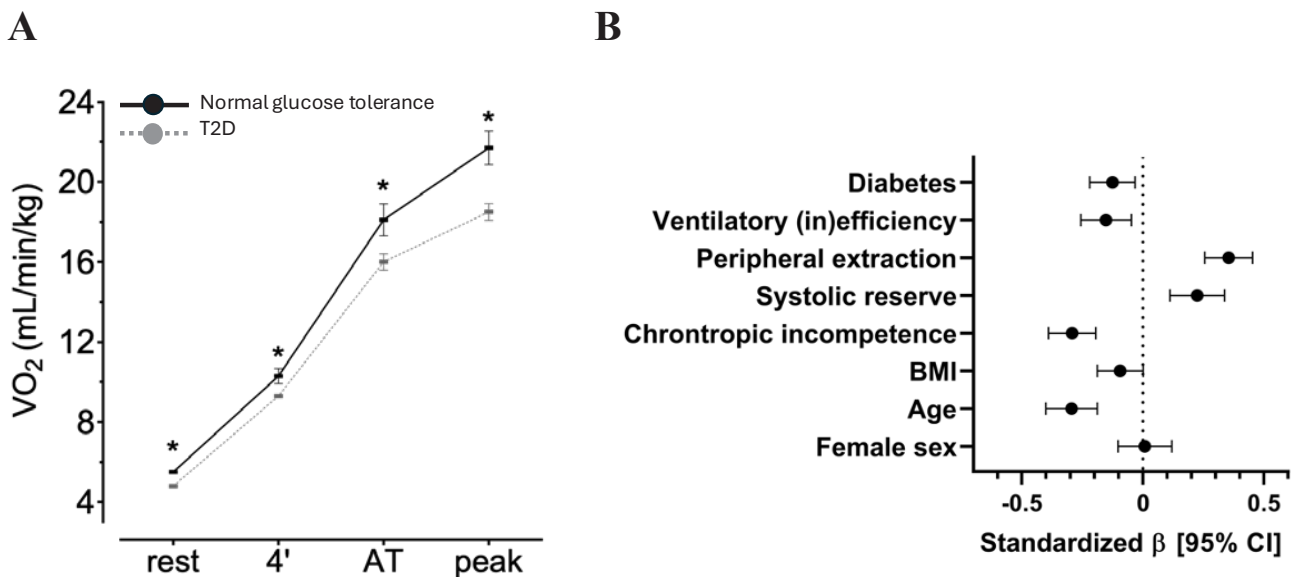 A
B
Normal glucose tolerance
T2D
24
20
16
12
8
4
VO2 (mL/min/kg)
*
*
*
*
rest 4' AT peak
Diabetes
Ventilatory (in)efficiency
Peripheral extraction
Systolic reserve
Chrontropic incompetence
BMI
Age
Female sex
-0.5 0 0.5
Standardized β [95% CI]